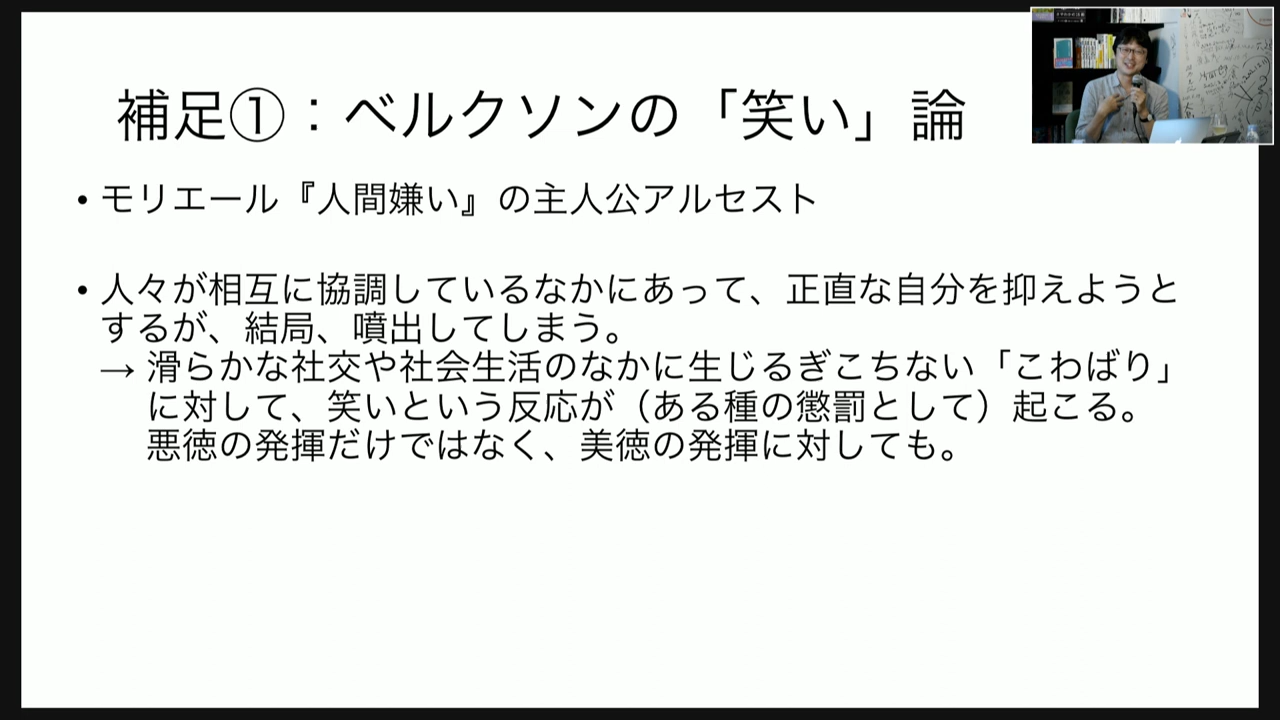 補足①：ベルクソンの「笑い」論
• モリエール『人間嫌い』の主人公アルセスト
• 人々が相互に協調しているなかにあって、正直な自分を抑えようと
するが、結局、噴出してしまう。
→ 滑らかな社交や社会生活のなかに生じるぎこちない「こわばり」
に対して、笑いという反応が（ある種の懲罰として）起こる。
悪徳の発揮だけではなく、美徳の発揮に対しても。